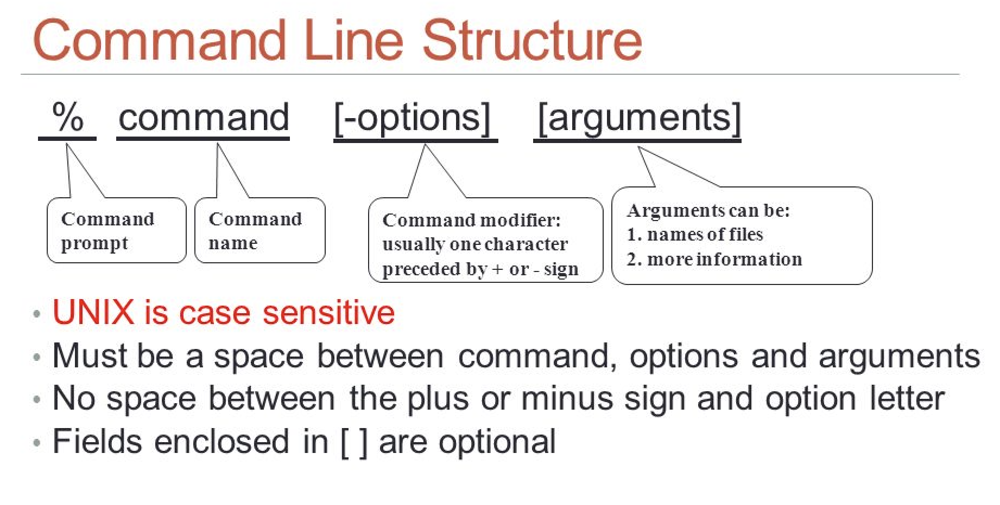 Command Line Structure
% command [-options] [arguments]
Command
prompt
Command
name
Command modifier:
usually one character
preceded by + or - sign
Arguments can be:
1. names of files
2. more information
• UNIX is case sensitive
• Must be a space between command, options and arguments
• No space between the plus or minus sign and option letter
• Fields enclosed in [ ] are optional